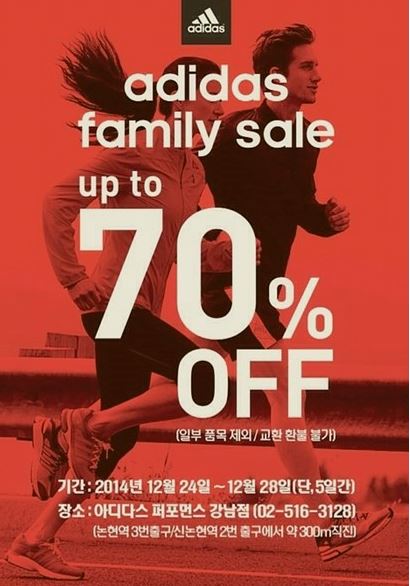 adidas
adidas
family sale
up to
70%
OFF
(일부 품목 제외/교환 환불 불가)
기간 : 2014년 12월 24일 ~12월 28일(단,5일간)
장소 : 아디다스 퍼포먼스 강남점 (02-516-3128)
(논현역 3번출구/신논현역 2번 출구에서 약 300m직진)